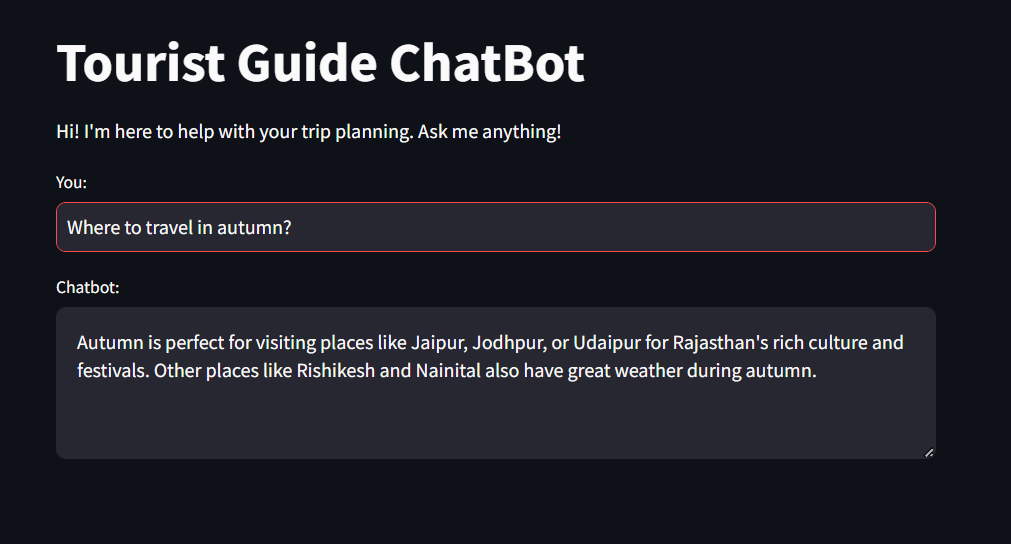 Tourist Guide ChatBot
Hi! I'm here to help with your trip planning. Ask me anything!
You:
Where to travel in autumn?
Chatbot:
Autumn is perfect for visiting places like Jaipur, Jodhpur, or Udaipur for Rajasthan's rich culture and
festivals. Other places like Rishikesh and Nainital also have great weather during autumn.